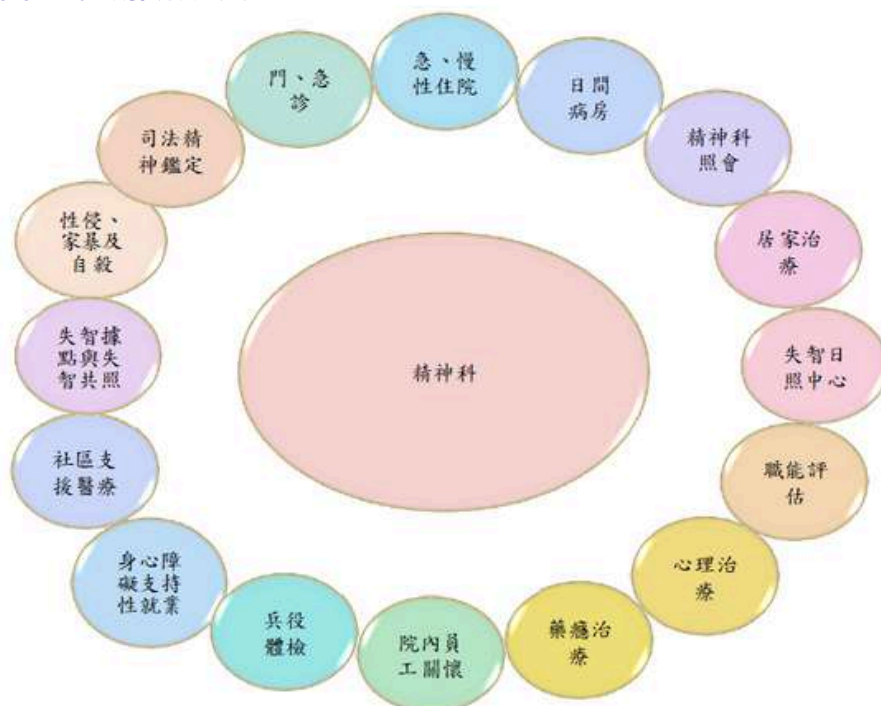 急、慢
性住院
日間
病房
精神科
照會
居家治
療
失智日
照中心
職能評
估
心理治
療
藥癮治
療
院內員
工關懷
兵役
體檢
身心障
礙支持
性就業
社區支
援醫療
失智據
點與失
智共照
性侵、
家暴及
自殺
司法精
神鑑定
門、急
診
精神科